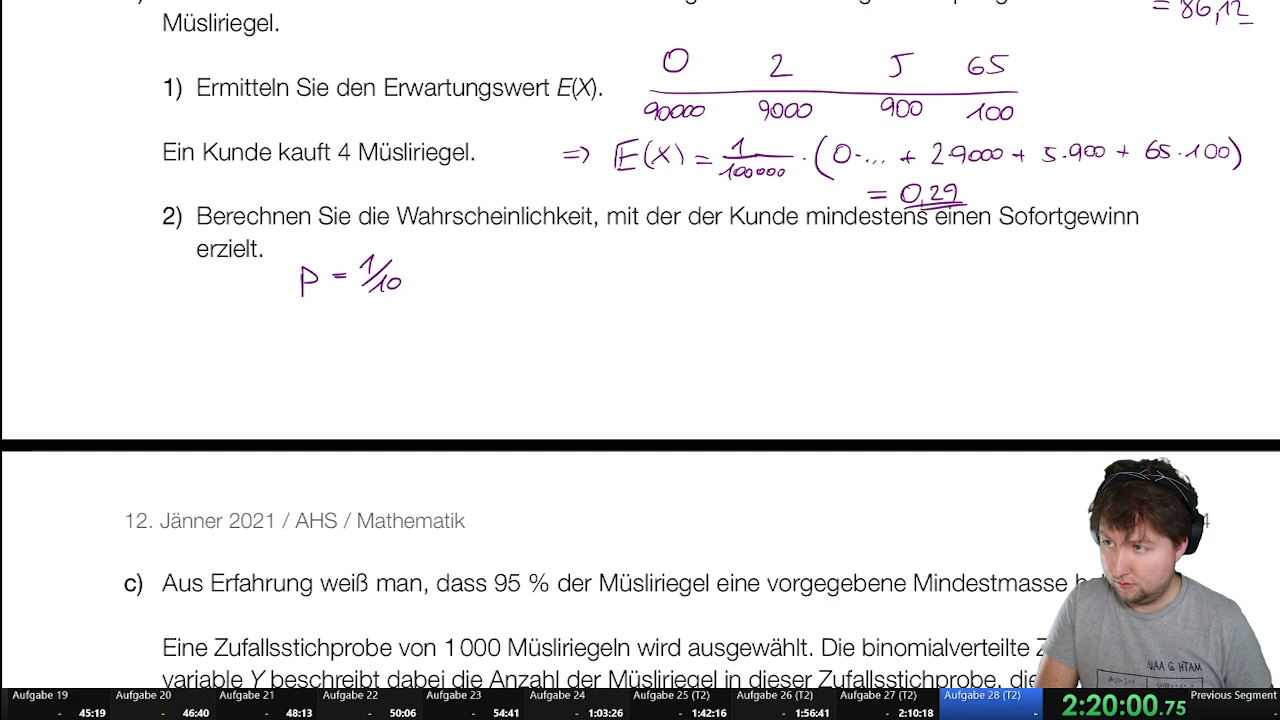 Müsliriegel.
= 86,12
1) Ermitteln Sie den Erwartungswert E(X).
0 2 5 65
90000 9000 900 100
Ein Kunde kauft 4 Müsliriegel.
=> E(X) = 1/100000 · (0·... + 2·9000 + 5·900 + 65·100)
= 0,29
2) Berechnen Sie die Wahrscheinlichkeit, mit der der Kunde mindestens einen Sofortgewinn
erzielt.
p = 1/10
12. Jänner 2021 / AHS / Mathematik
4
c) Aus Erfahrung weiß man, dass 95 % der Müsliriegel eine vorgegebene Mindestmasse
Eine Zufallsstichprobe von 1 000 Müsliriegeln wird ausgewählt. Die binomialverteilte Z
variable Y beschreibt dabei die Anzahl der Müsliriegel in dieser Zufallsstichprobe, die
Aufgabe 19 Aufgabe 20 Aufgabe 21 Aufgabe 22 Aufgabe 23 Aufgabe 24 Aufgabe 25 (T2) Aufgabe 26 (T2) Aufgabe 27 (T2) Aufgabe 28 (T2) 2:20:00.75 Previous Segment
- 45:19 - 46:40 - 48:13 - 50:06 - 54:41 - 1:03:26 - 1:42:16 - 1:56:41 - 2:10:18 - -